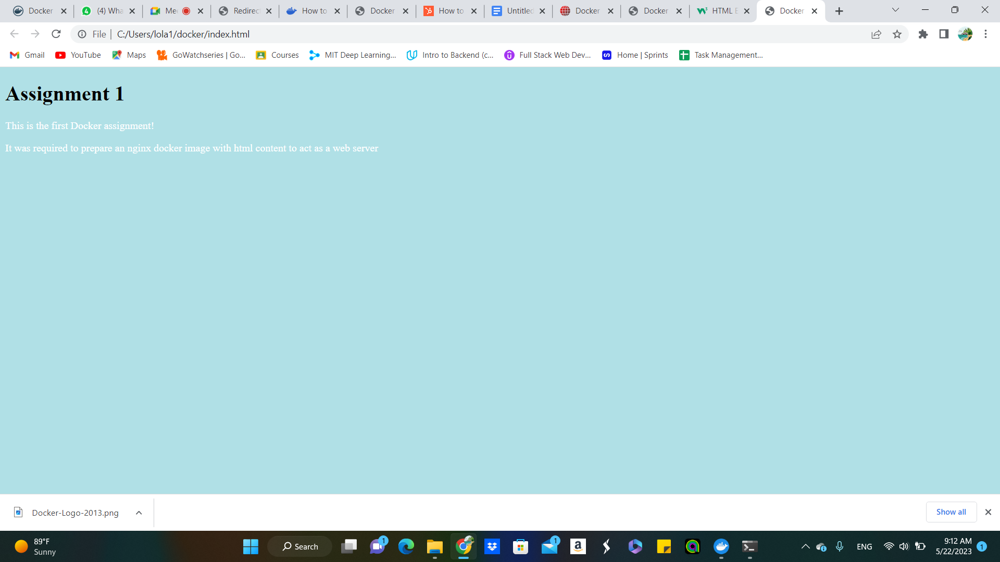 Docker
(4) Wha
Mee
Redirec
How to
Docker
How to
Untitled
Docker
Docker
HTML E
Docker
File | C:/Users/lola1/docker/index.html
Gmail
YouTube
Maps
GoWatchseries | Go...
Courses
MIT Deep Learning...
Intro to Backend (c...
Full Stack Web Dev...
Home | Sprints
Task Management...
Assignment 1
This is the first Docker assignment!
It was required to prepare an nginx docker image with html content to act as a web server
Docker-Logo-2013.png
Show all
89°F
Sunny
Search
1
1
ENG
9:12 AM
5/22/2023
1